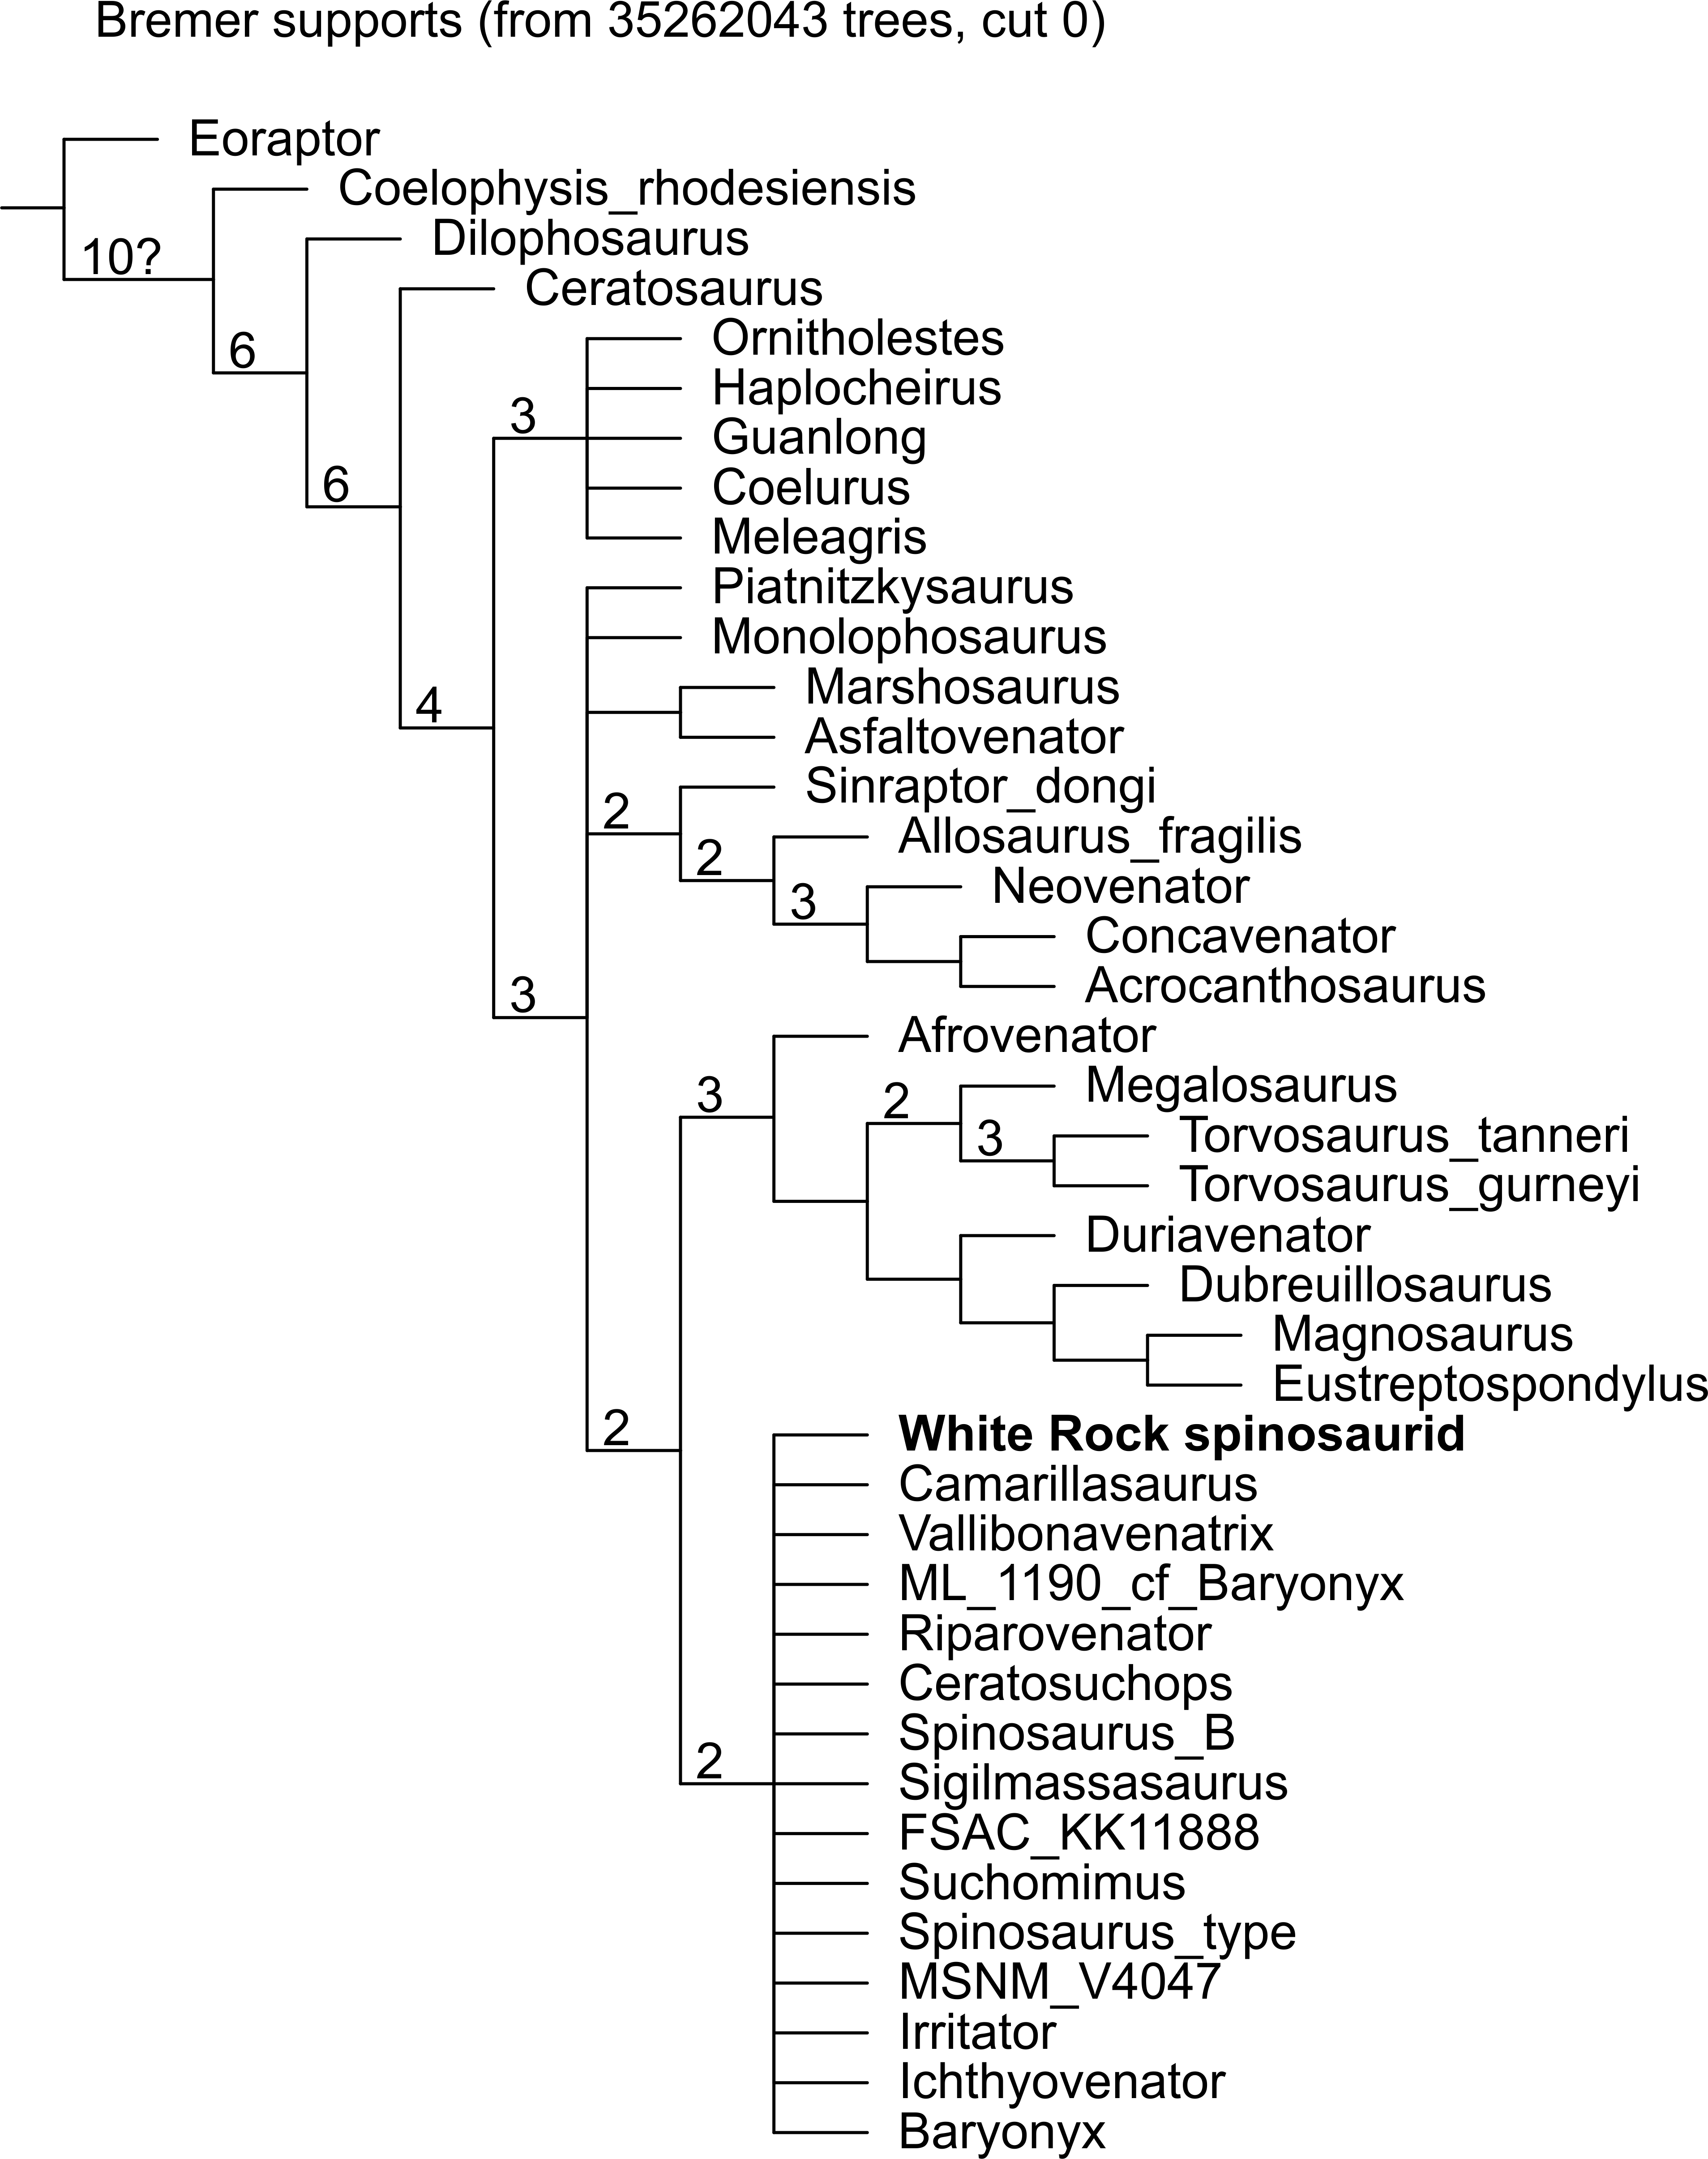 Bremer supports (from 35262043 trees, cut 0)
Eoraptor
Coelophysis_rhodesiensis
Dilophosaurus
10?
Ceratosaurus
Ornitholestes
6
Haplocheirus
3
Guanlong
Coelurus
6
Meleagris
Piatnitzkysaurus
Monolophosaurus
Marshosaurus
4
Asfaltovenator
Sinraptor_dongi
2
Allosaurus_fragilis
2
Neovenator
3
Concavenator
Acrocanthosaurus
3
Afrovenator
Megalosaurus
3
2
Torvosaurus_tanneri
3
Torvosaurus_gurneyi
Duriavenator
Dubreuillosaurus
Magnosaurus
Eustreptospondylus
2
White Rock spinosaurid
Camarillasaurus
Vallibonavenatrix
ML_1190_cf_Baryonyx
Riparovenator
Ceratosuchops
Spinosaurus_B
2
Sigilmassasaurus
FSAC_KK11888
Suchomimus
Spinosaurus_type
MSNM_V4047
Irritator
Ichthyovenator
Baryonyx